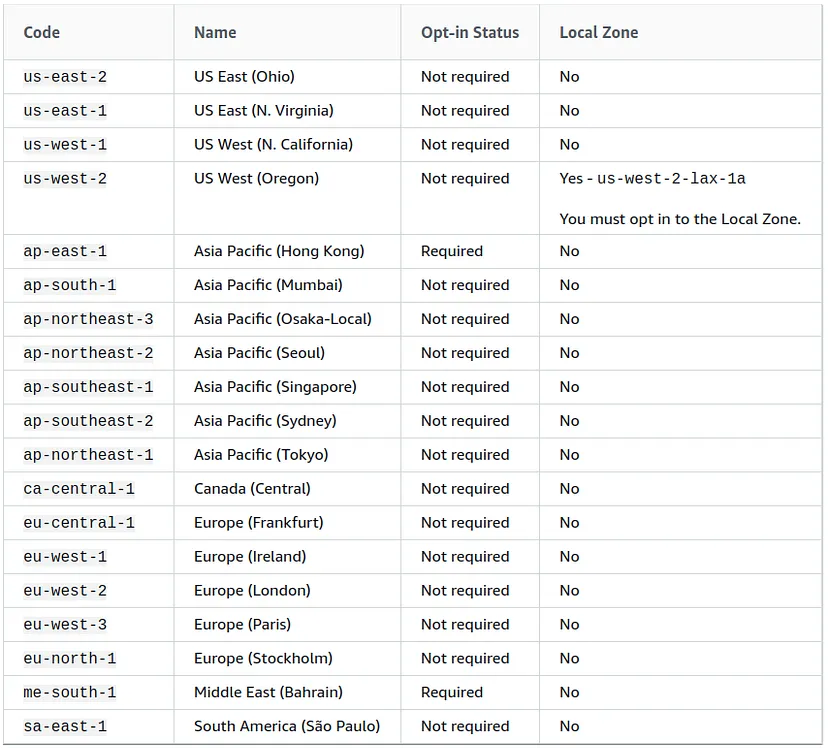 Code Name Opt-in Status Local Zone
us-east-2 US East (Ohio) Not required No
us-east-1 US East (N. Virginia) Not required No
us-west-1 US West (N. California) Not required No
us-west-2 US West (Oregon) Not required Yes - us-west-2-lax-1a
You must opt in to the Local Zone.
ap-east-1 Asia Pacific (Hong Kong) Required No
ap-south-1 Asia Pacific (Mumbai) Not required No
ap-northeast-3 Asia Pacific (Osaka-Local) Not required No
ap-northeast-2 Asia Pacific (Seoul) Not required No
ap-southeast-1 Asia Pacific (Singapore) Not required No
ap-southeast-2 Asia Pacific (Sydney) Not required No
ap-northeast-1 Asia Pacific (Tokyo) Not required No
ca-central-1 Canada (Central) Not required No
eu-central-1 Europe (Frankfurt) Not required No
eu-west-1 Europe (Ireland) Not required No
eu-west-2 Europe (London) Not required No
eu-west-3 Europe (Paris) Not required No
eu-north-1 Europe (Stockholm) Not required No
me-south-1 Middle East (Bahrain) Required No
sa-east-1 South America (São Paulo) Not required No